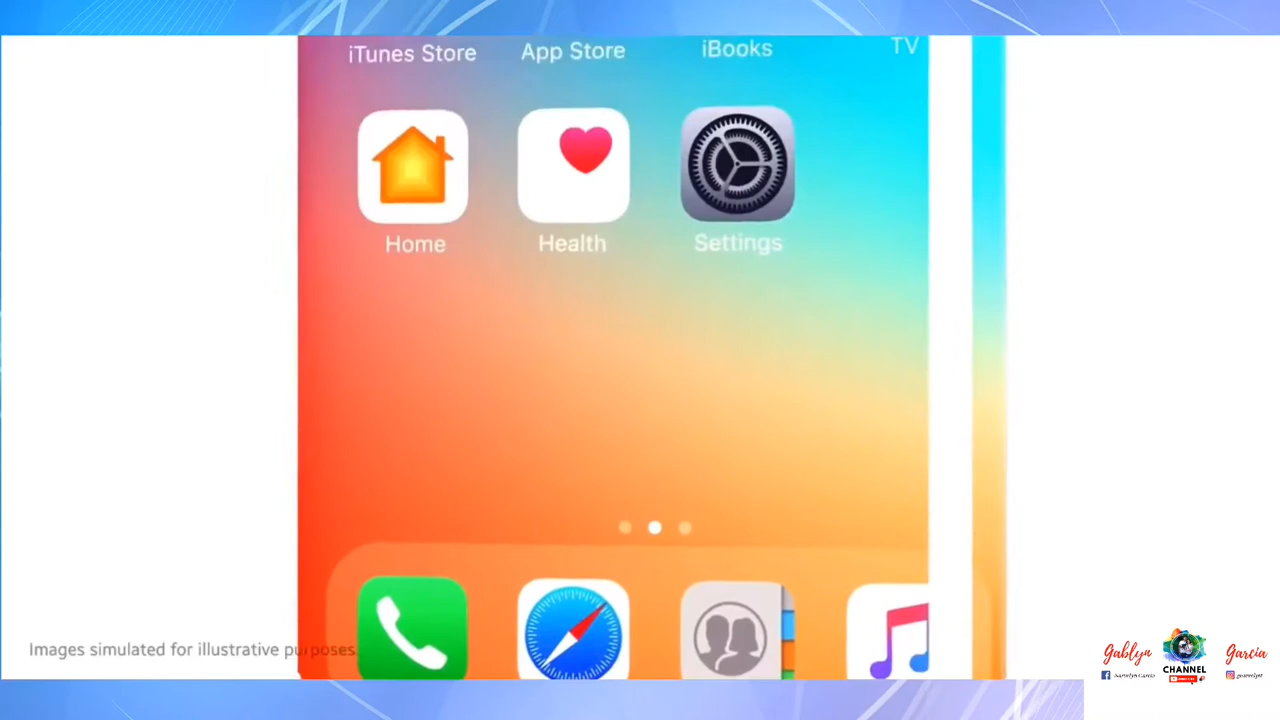 iTunes Store App Store iBooks TV
Home Health Settings
Images simulated for illustrative purposes.
Gablyn CHANNEL Garcia